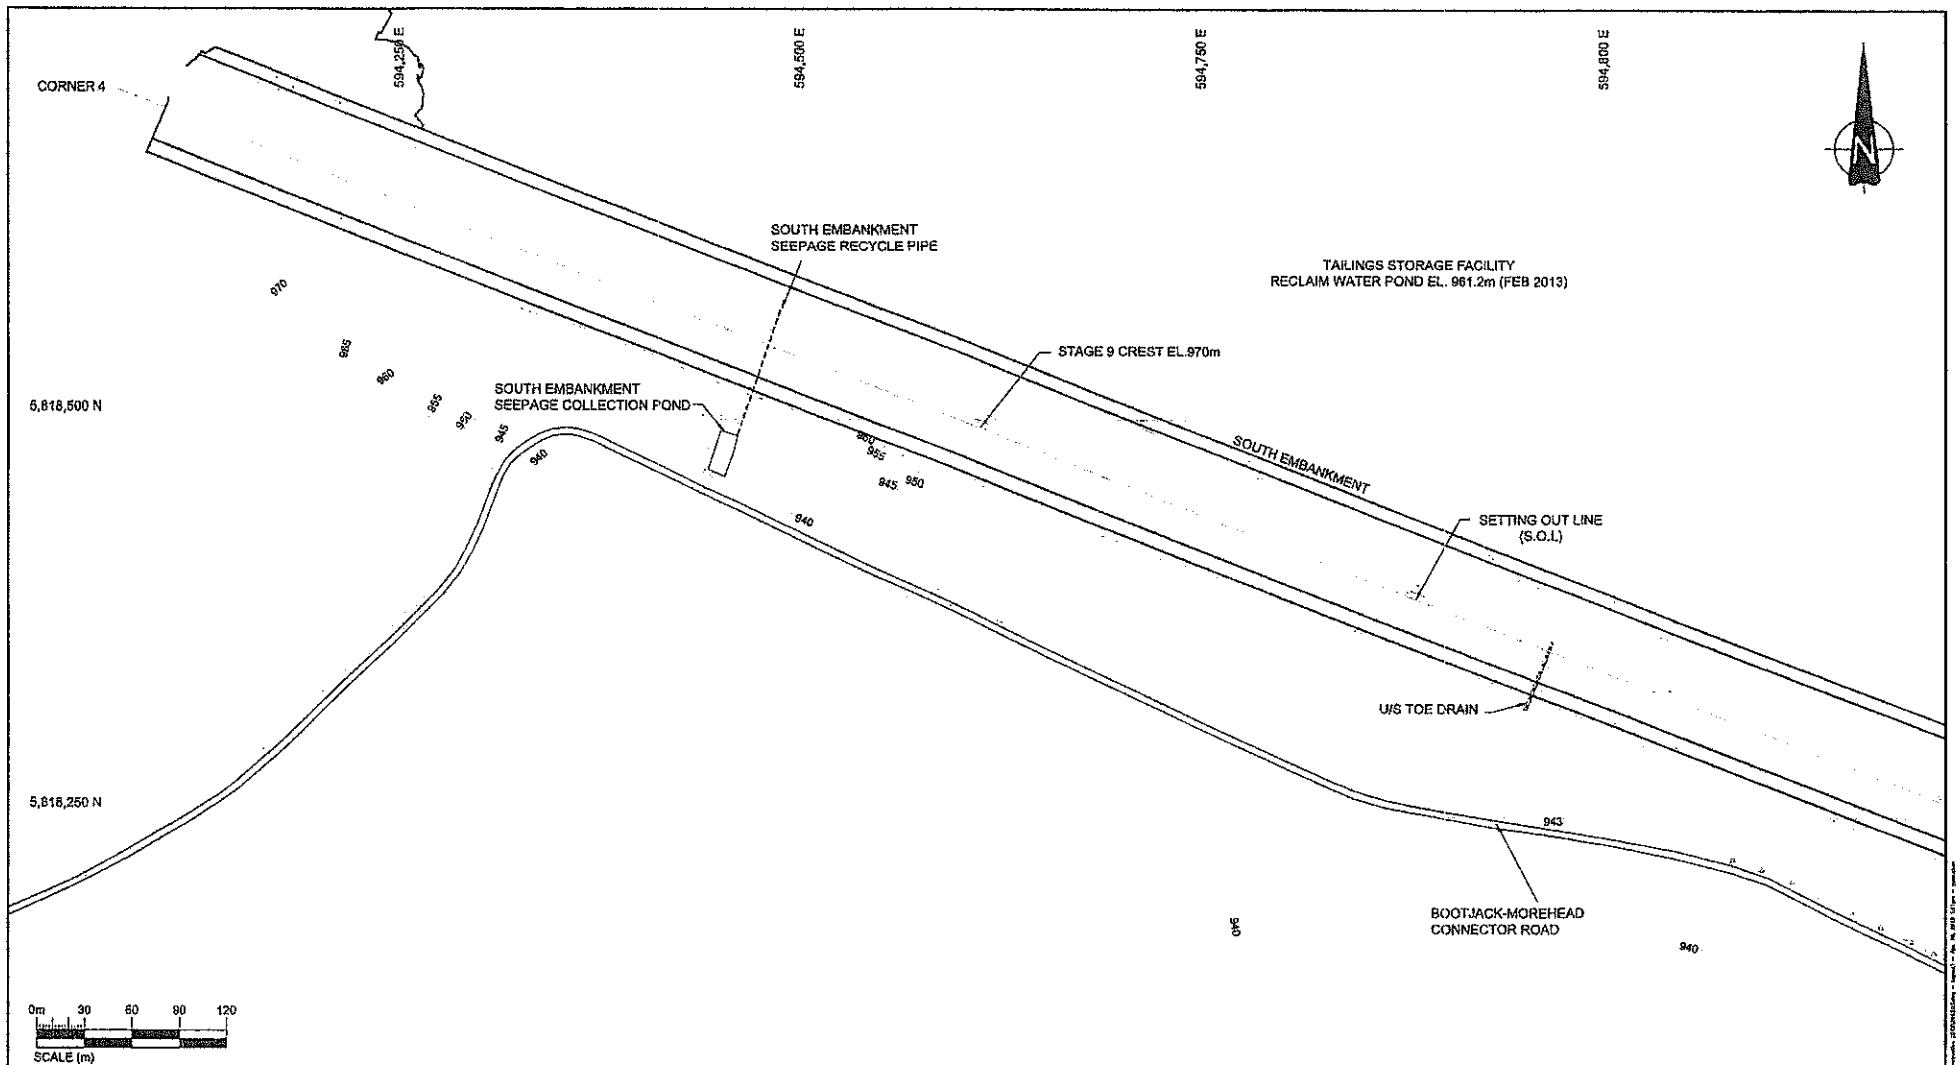 594,250 E
594,500 E
594,750 E
594,800 E
CORNER 4
N
SOUTH EMBANKMENT
SEEPAGE RECYCLE PIPE
TAILINGS STORAGE FACILITY
RECLAIM WATER POND EL. 961.2m (FEB 2013)
970
965
960
955
950
945
940
STAGE 9 CREST EL.970m
SOUTH EMBANKMENT
SEEPAGE COLLECTION POND
5,818,500 N
960
955
950
945
940
SOUTH EMBANKMENT
SETTING OUT LINE
(S.O.L)
U/S TOE DRAIN
5,818,250 N
943
BOOTJACK-MOREHEAD
CONNECTOR ROAD
940
940
0m 30 60 90 120
SCALE (m)